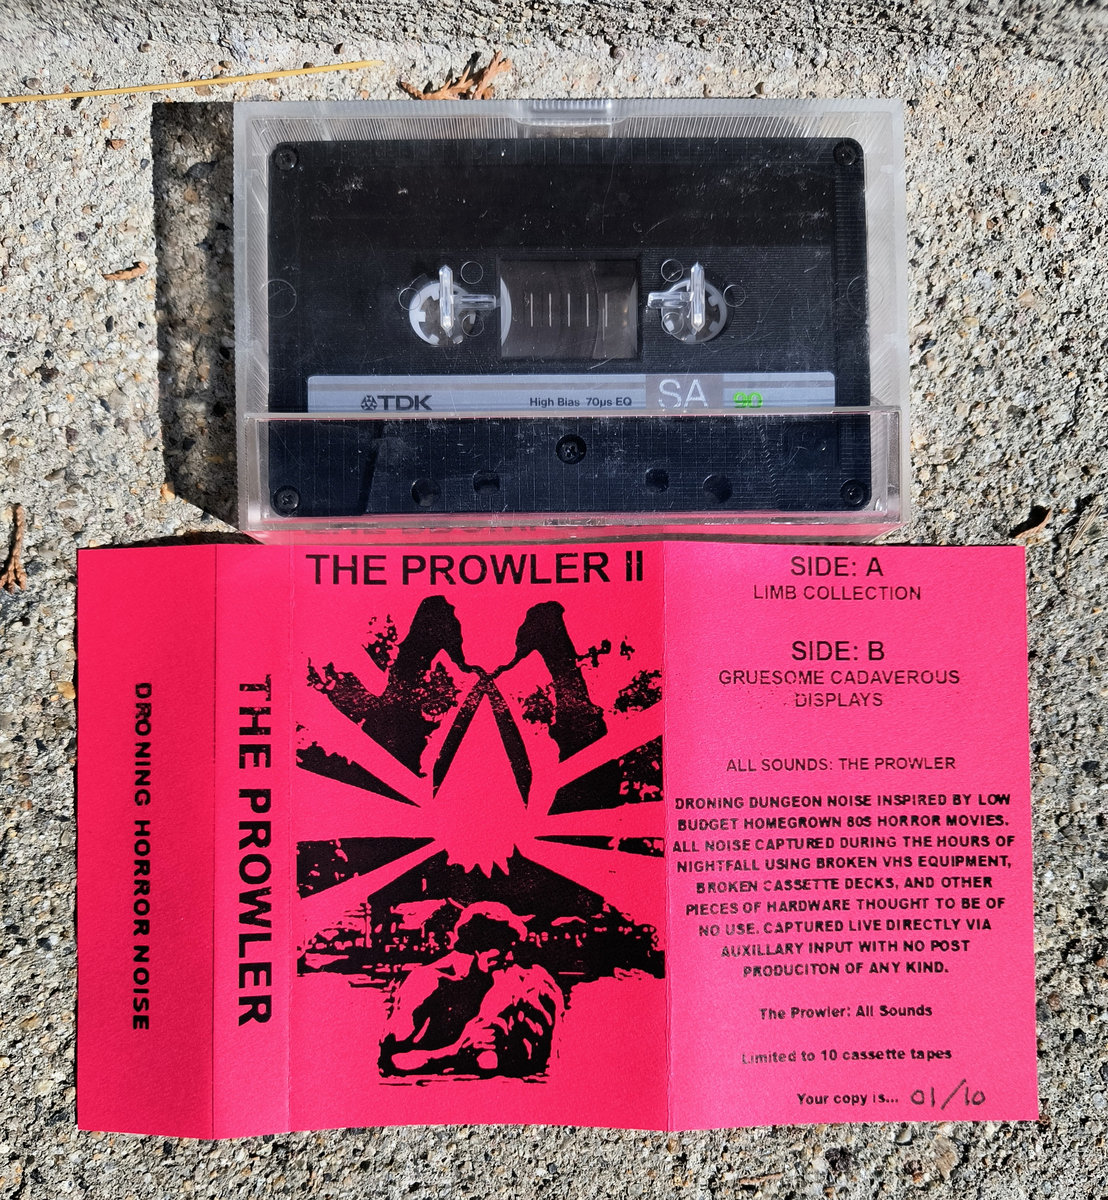 TDK
High Bias 70µs EQ
SA
90
THE PROWLER II
SIDE: A
LIMB COLLECTION
SIDE: B
GRUESOME CADAVEROUS
DISPLAYS
ALL SOUNDS: THE PROWLER
DRONING DUNGEON NOISE INSPIRED BY LOW
BUDGET HOMEGROWN 80S HORROR MOVIES.
ALL NOISE CAPTURED DURING THE HOURS OF
NIGHTFALL USING BROKEN VHS EQUIPMENT,
BROKEN CASSETTE DECKS, AND OTHER
PIECES OF HARDWARE THOUGHT TO BE OF
NO USE. CAPTURED LIVE DIRECTLY VIA
AUXILLARY INPUT WITH NO POST
PRODUCITON OF ANY KIND.
The Prowler: All Sounds
Limited to 10 cassette tapes
Your copy is... 01/10
THE PROWLER
DRONING HORROR NOISE